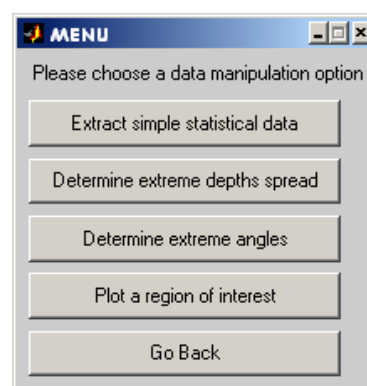 MENU
Please choose a data manipulation option
Extract simple statistical data
Determine extreme depths spread
Determine extreme angles
Plot a region of interest
Go Back